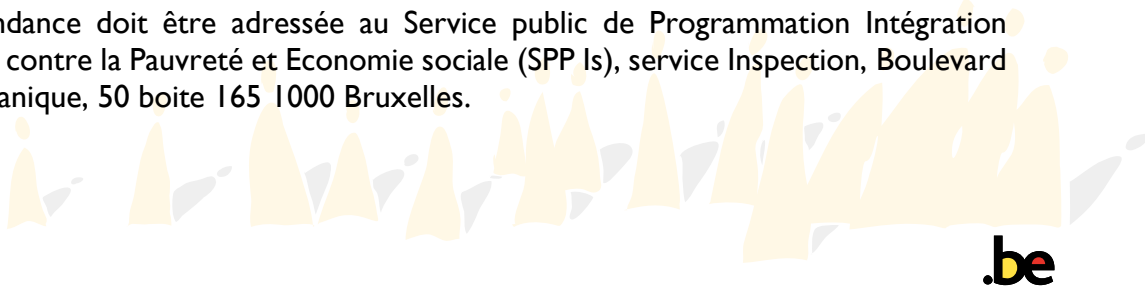 ndance doit être adressée au Service public de Programmation Intégration
contre la Pauvreté et Economie sociale (SPP Is), service Inspection, Boulevard
anique, 50 boite 165 1000 Bruxelles.
.be